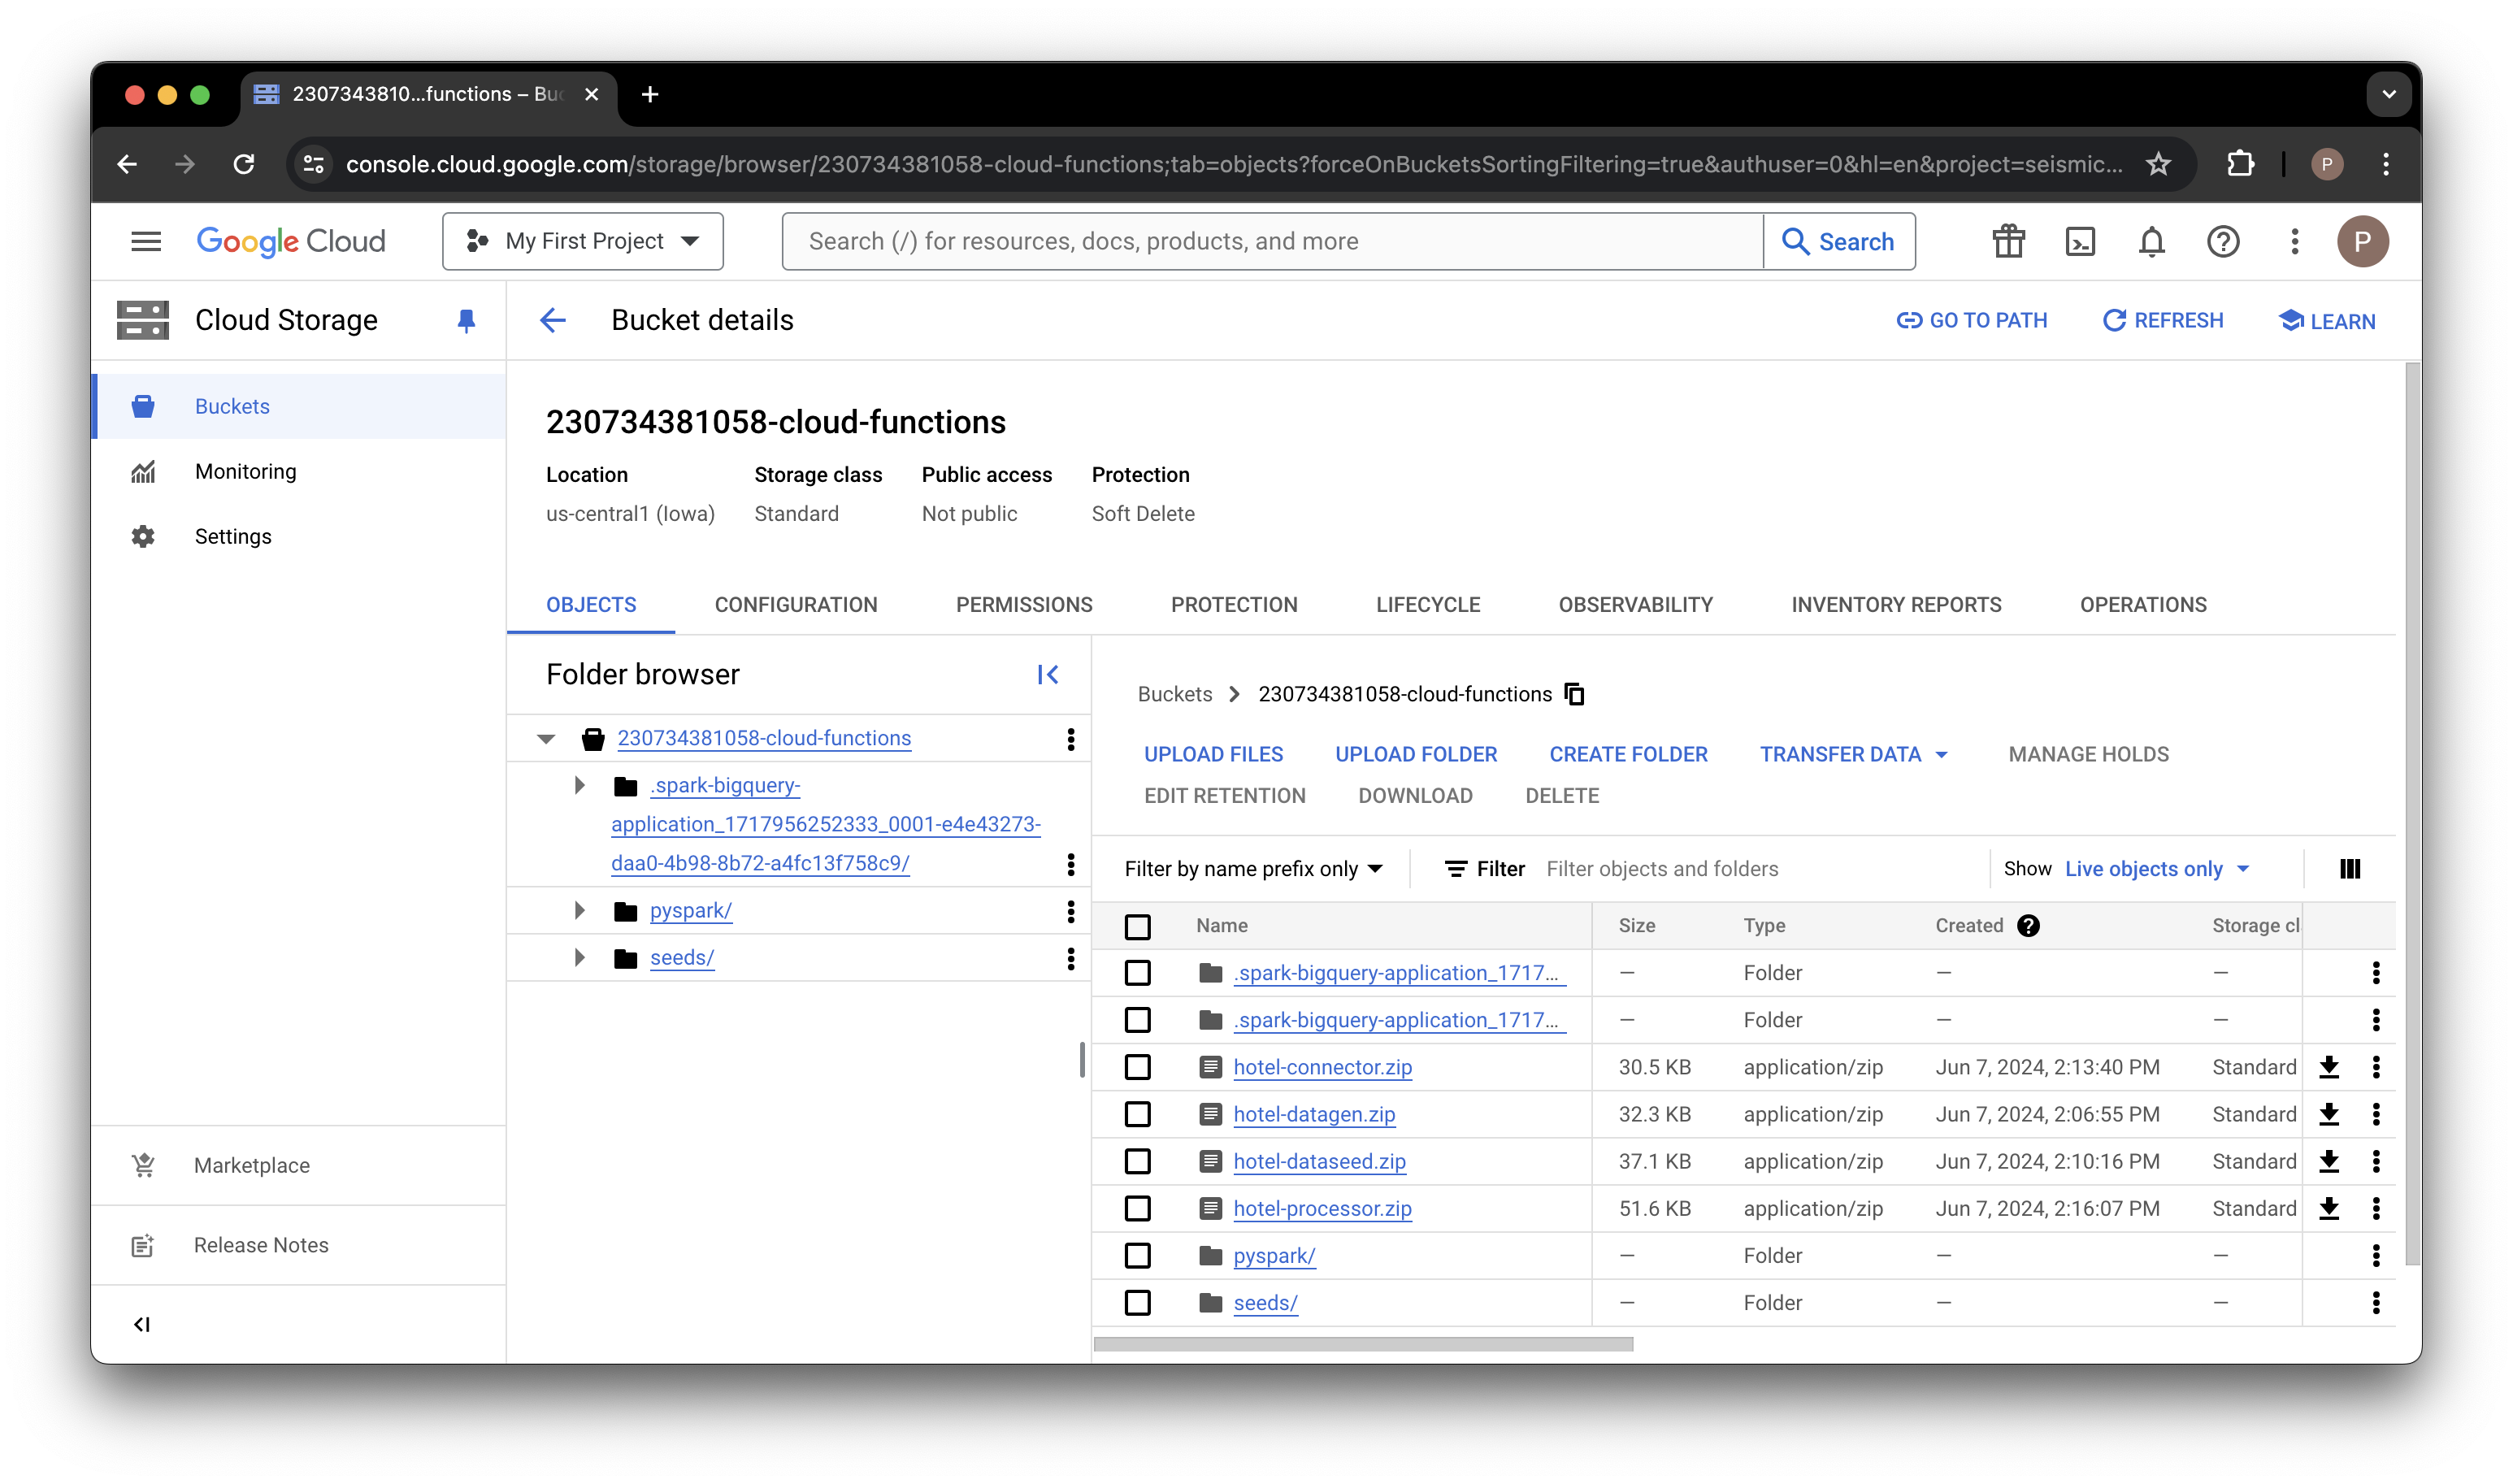 2307343810...functions – Buc
console.cloud.google.com/storage/browser/230734381058-cloud-functions;tab=objects?forceOnBucketsSortingFiltering=true&authuser=0&hl=en&project=seismic...
P
Google Cloud
My First Project
Search (/) for resources, docs, products, and more
Search
P
Cloud Storage
Bucket details
GO TO PATH
REFRESH
LEARN
Buckets
Monitoring
Settings
Marketplace
Release Notes
230734381058-cloud-functions
Location Storage class Public access Protection
us-central1 (Iowa) Standard Not public Soft Delete
OBJECTS CONFIGURATION PERMISSIONS PROTECTION LIFECYCLE OBSERVABILITY INVENTORY REPORTS OPERATIONS
Folder browser
230734381058-cloud-functions
.spark-bigquery-
application_1717956252333_0001-e4e43273-
daa0-4b98-8b72-a4fc13f758c9/
pyspark/
seeds/
Buckets > 230734381058-cloud-functions
UPLOAD FILES UPLOAD FOLDER CREATE FOLDER TRANSFER DATA MANAGE HOLDS
EDIT RETENTION DOWNLOAD DELETE
Filter by name prefix only Filter Filter objects and folders Show Live objects only
Name Size Type Created Storage cl
.spark-bigquery-application_1717... – Folder – –
.spark-bigquery-application_1717... – Folder – –
hotel-connector.zip 30.5 KB application/zip Jun 7, 2024, 2:13:40 PM Standard
hotel-datagen.zip 32.3 KB application/zip Jun 7, 2024, 2:06:55 PM Standard
hotel-dataseed.zip 37.1 KB application/zip Jun 7, 2024, 2:10:16 PM Standard
hotel-processor.zip 51.6 KB application/zip Jun 7, 2024, 2:16:07 PM Standard
pyspark/ – Folder – –
seeds/ – Folder – –